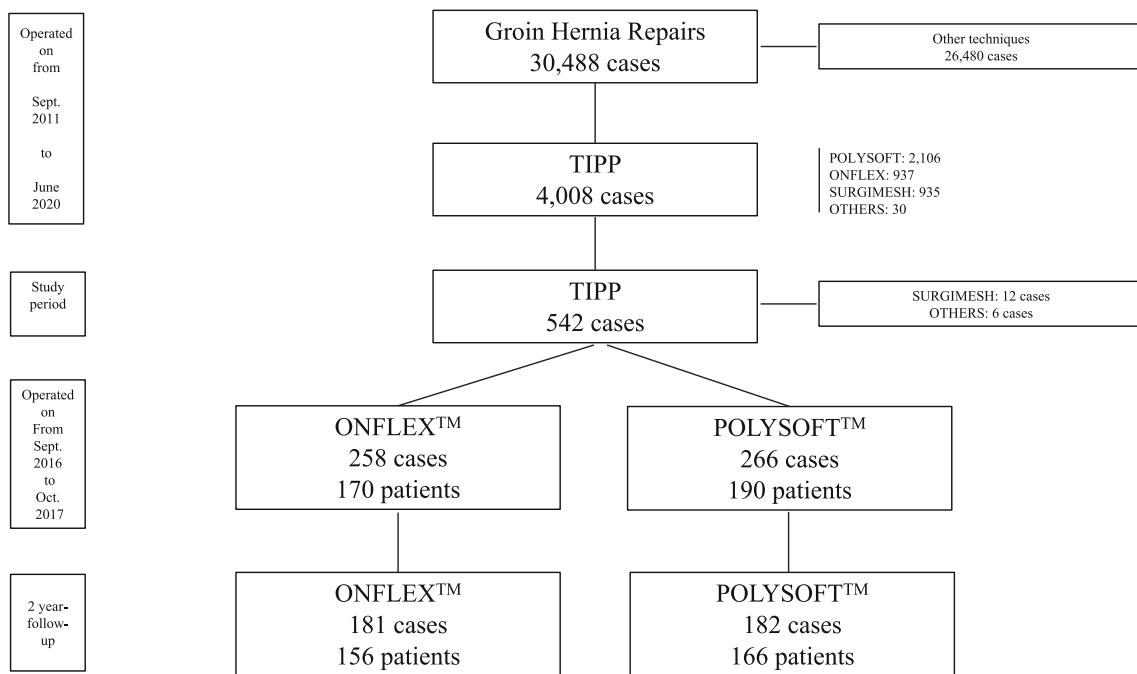 Operated
on
from
Sept.
2011
to
June
2020
Groin Hernia Repairs
30,488 cases
Other techniques
26,480 cases
TIPP
4,008 cases
POLYSOFT: 2,106
ONFLEX: 937
SURGIMESH: 935
OTHERS: 30
Study
period
TIPP
542 cases
SURGIMESH: 12 cases
OTHERS: 6 cases
Operated
on
From
Sept.
2016
to
Oct.
2017
ONFLEX™
258 cases
170 patients
POLYSOFT™
266 cases
190 patients
2 year-
follow-
up
ONFLEX™
181 cases
156 patients
POLYSOFT™
182 cases
166 patients